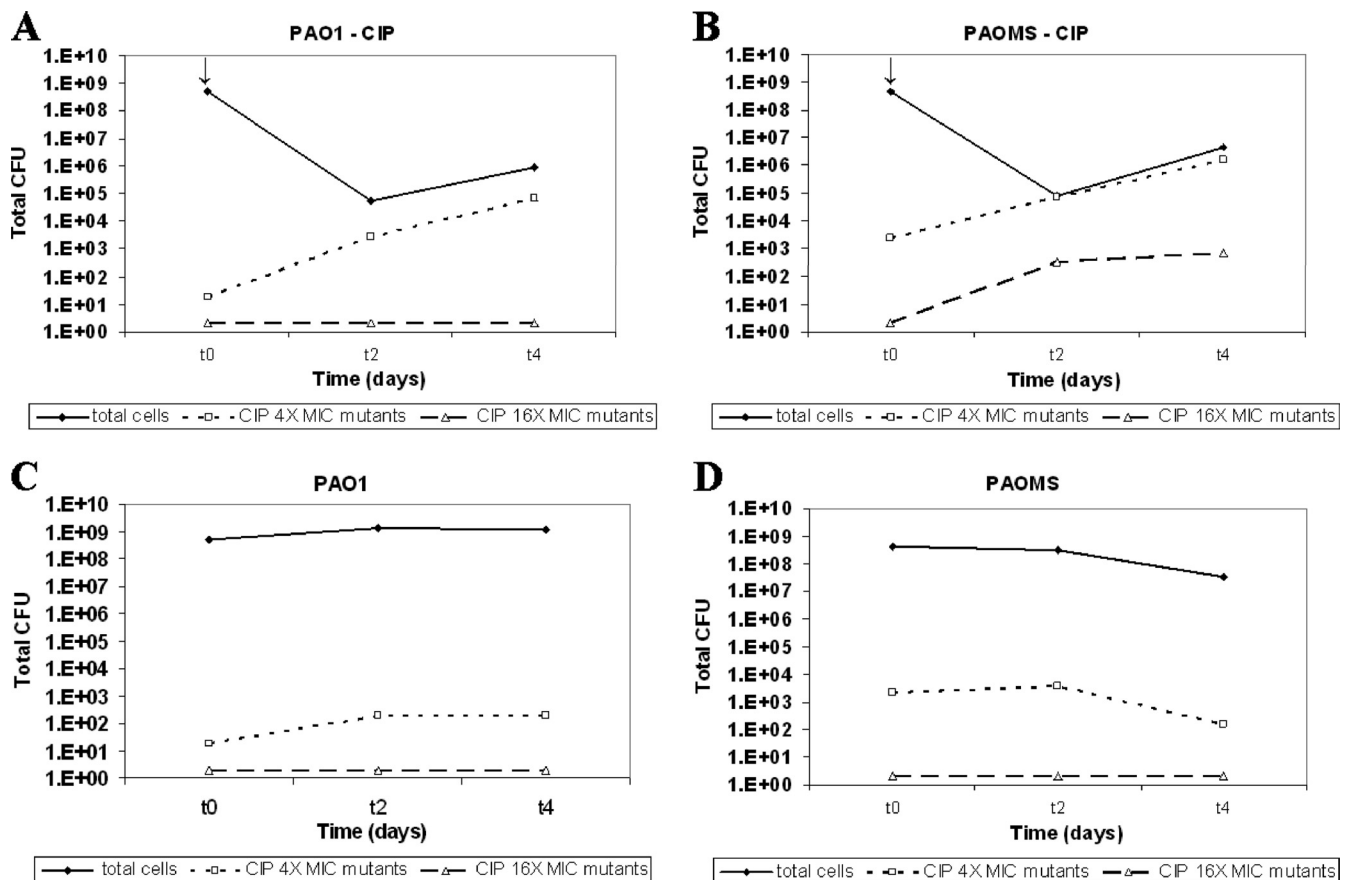 A
PAO1 - CIP
1.E+10
1.E+09
1.E+08
1.E+07
1.E+06
1.E+05
1.E+04
1.E+03
1.E+02
1.E+01
1.E+00
Total CFU
t0 t2 t4
Time (days)
total cells CIP 4X MIC mutants CIP 16X MIC mutants
B
PAOMS - CIP
1.E+10
1.E+09
1.E+08
1.E+07
1.E+06
1.E+05
1.E+04
1.E+03
1.E+02
1.E+01
1.E+00
Total CFU
t0 t2 t4
Time (days)
total cells CIP 4X MIC mutants CIP 16X MIC mutants
C
PAO1
1.E+10
1.E+09
1.E+08
1.E+07
1.E+06
1.E+05
1.E+04
1.E+03
1.E+02
1.E+01
1.E+00
Total CFU
t0 t2 t4
Time (days)
total cells CIP 4X MIC mutants CIP 16X MIC mutants
D
PAOMS
1.E+10
1.E+09
1.E+08
1.E+07
1.E+06
1.E+05
1.E+04
1.E+03
1.E+02
1.E+01
1.E+00
Total CFU
t0 t2 t4
Time (days)
total cells CIP 4X MIC mutants CIP 16X MIC mutants